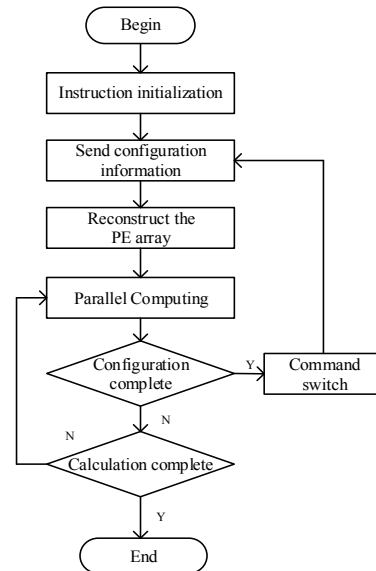 Begin
Instruction initialization
Send configuration
information
Reconstruct the
PE array
Parallel Computing
Configuration
complete
Y
Command
switch
N
N
Calculation complete
Y
End